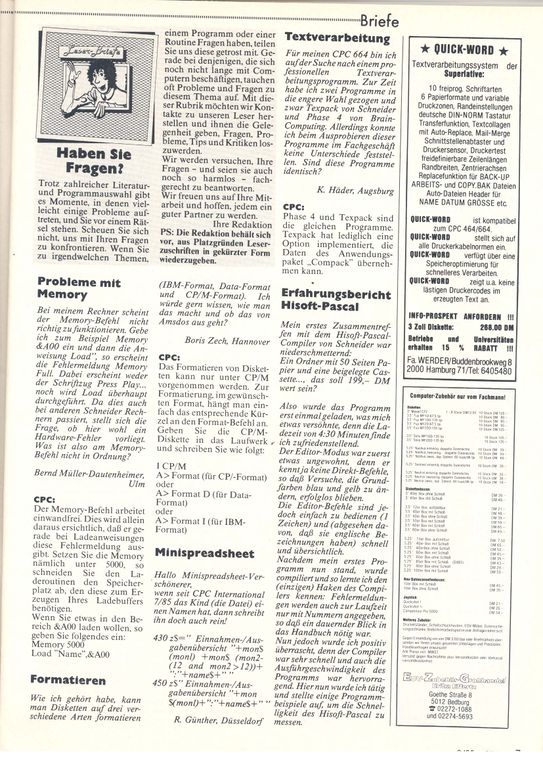 Briefe
Leser-Briefe
Haben Sie
Fragen?
Trotz zahlreicher Literatur-
und Programmauswahl gibt
es Momente, in denen viel-
leicht einige Probleme auf-
treten, und Sie vor einem Rät-
sel stehen. Scheuen Sie sich
nicht, uns mit Ihren Fragen
zu konfrontieren. Wenn Sie
zu irgendwelchen Themen,
einem Programm oder einer
Routine Fragen haben, teilen
Sie uns diese getrost mit. Ge-
rade bei denjenigen, die sich
noch nicht lange mit Com-
putern beschäftigen, tauchen
oft Probleme und Fragen zu
diesem Thema auf. Mit die-
ser Rubrik möchten wir Kon-
takte zu unseren Leser her-
stellen und ihnen die Gele-
genheit geben, Fragen, Pro-
bleme, Tips und Kritiken los-
zuwerden.
Wir werden versuchen, Ihre
Fragen – und seien sie auch
noch so harmlos – fach-
gerecht zu beantworten.
Wir freuen uns auf Ihre Mit-
arbeit und hoffen, jedem ein
guter Partner zu werden.
Ihre Redaktion
PS: Die Redaktion behält sich
vor, aus Platzgründen Leser-
zuschriften in gekürzter Form
wiederzugeben.
Probleme mit
Memory
Bei meinem Rechner scheint
der Memory-Befehl nicht
richtig zu funktionieren. Gebe
ich zum Beispiel Memory
&A00 ein und dann die An-
weisung Load", so erscheint
die Fehlermeldung Memory
Full. Dabei erscheint weder
der Schriftzug Press Play...
noch wird Load überhaupt
durchgeführt. Da dies auch
bei anderen Schneider Rech-
nern passiert, stellt sich die
Frage, ob hier wohl ein
Hardware-Fehler vorliegt.
Was ist also am Memory-
Befehl nicht in Ordnung?
Bernd Müller-Dautenheimer,
Ulm
CPC:
Der Memory-Befehl arbeitet
einwandfrei. Dies wird allein
daraus ersichtlich, daß er ge-
rade bei Ladeanweisungen
diese Fehlermeldung aus-
gibt. Setzen Sie die Memory
nämlich unter 5000, so
schneiden Sie den La-
deroutinen den Speicher-
platz ab, den diese zum Er-
zeugen Ihres Ladebuffers
benötigen.
Wenn Sie etwas in den Be-
reich &A00 laden wollen, so
geben Sie folgendes ein:
Memory 5000
Load "Name",&A00
Formatieren
Wie ich gehört habe, kann
man Disketten auf drei ver-
schiedene Arten formatieren
(IBM-Format, Data-Format
und CP/M-Format). Ich
würde gern wissen, wie man
das macht und ob das von
Amsdos aus geht?
Boris Zech, Hannover
CPC:
Das Formatieren von Disket-
ten kann nur unter CP/M
vorgenommen werden. Zur
Formatierung, im gewünsch-
ten Format, hängt man ein-
fach das entsprechende Kür-
zel an den Format-Befehl an.
Geben Sie die CP/M-
Diskette in das Laufwerk
und schreiben Sie wie folgt:
I CP/M
A>Format (für CP/-Format)
oder
A>Format D (für Data-
Format)
oder
A>Format I (für IBM-
Format)
Minispreadsheet
Hallo Minispreadsheet-Ver-
schönerer,
wenn seit CPC International
7/85 das Kind (die Datei) ei-
nen Namen hat, dann schreibt
ihn doch auch rein!
430 z$=" Einnahmen-/Aus-
gabenübersicht "+mon$
(monl) +mon$ (mon2-
(12 and mon2>12))+
":"+name$+" "
450 z$" Einnahmen-/Aus-
gabenübersicht "+mon
$(monl)+":"+name$+" "
R. Günther, Düsseldorf
Textverarbeitung
Für meinen CPC 664 bin ich
auf der Suche nach einem pro-
fessionellen Textverar-
beitungsprogramm. Zur Zeit
habe ich zwei Programme in
die engere Wahl gezogen und
zwar Texpack von Schneider
und Phase 4 von Brain-
Computing. Allerdings konnte
ich beim Ausprobieren dieser
Programme im Fachgeschäft
keine Unterschiede feststel-
len. Sind diese Programme
identisch?
K. Häder, Augsburg
CPC:
Phase 4 und Texpack sind
die gleichen Programme.
Texpack hat lediglich eine
Option implementiert, die
Daten des Anwendungs-
paket „Compack" überneh-
men kann.
Erfahrungsbericht
Hisoft-Pascal
Mein erstes Zusammentref-
fen mit dem Hisoft-Pascal-
Compiler von Schneider war
niederschmetternd:
Ein Ordner mit 50 Seiten Pa-
pier und eine beigelegte Cas-
sette..., das soll 199,– DM
wert sein?
Also wurde das Programm
erst einmal geladen, was mich
etwas versöhnte, denn die La-
dezeit von 4:30 Minuten finde
ich zufriedenstellend.
Der Editor-Modus war zuerst
etwas ungewohnt, denn er
kennt ja keine Direkt-Befehle,
so daß Versuche, die Grund-
farben blau und gelb zu än-
dern, erfolglos blieben.
Die Editor-Befehle sind je-
doch einfach zu bedienen (1
Zeichen) und (abgesehen da-
von, daß sie englische Be-
zeichnungen haben) schnell
und übersichtlich.
Nachdem mein erstes Pro-
gramm nun stand, wurde
compiliert und so lernte ich den
(einzigen) Haken des Compi-
lers kennen: Fehlermeldun-
gen werden auch zur Laufzeit
nur mit Nummern angegeben,
so daß ein dauernder Blick in
das Handbuch nötig war.
Nun jedoch wurde ich positiv
überrascht, denn der Compiler
war sehr schnell und auch die
Ausführgeschwindigkeit des
Programms war hervorra-
gend. Hier nun wurde ich tätig
und stellte einige Programm-
beispiele auf, um die Schnel-
ligkeit des Hisoft-Pascal zu
messen.
★ QUICK-WORD ★
Textverarbeitungssystem der
Superlative:
10 freiprog. Schriftarten
6 Papierformate und variable
Druckzonen, Randeinstellungen
deutsche DIN-NORM Tastatur
Transferfunktion, Textcollagen
mit Auto-Replace, Mail-Merge
Schnittstellenabtaster und
Druckersensor, Druckertest
freidefinierbare Zeilenlängen
Randbreiten, Zentrierachsen
Replacefunktion für BACK-UP
ARBEITS- und COPY.BAK Dateien
Auto-Dateien Header für
NAME DATUM GRÖSSE etc.
QUICK-WORD ist kompatibel
zum CPC 464/664.
QUICK-WORD stellt sich auf
alle Druckerkabelnormen ein.
QUICK-WORD verfügt über eine
Speicheroptimierung für
schnelleres Verarbeiten.
QUICK-WORD zeigt u.a. keine
lästigen Druckercodes im
erzeugten Text an.
INFO-PROSPEKT ANFORDERN !!!
3 Zoll Diskette: 268.00 DM
Betriebe und Universitäten
erhalten 15 % RABATT !!!
Fa. WERDER/Buddenbrookweg 8
2000 Hamburg 71/Tel: 6405480
Computer-Zubehör nur vom Fachmann!
Goethe Straße 8
5012 Bedburg
☎ 02272-1088
und 02274-5693